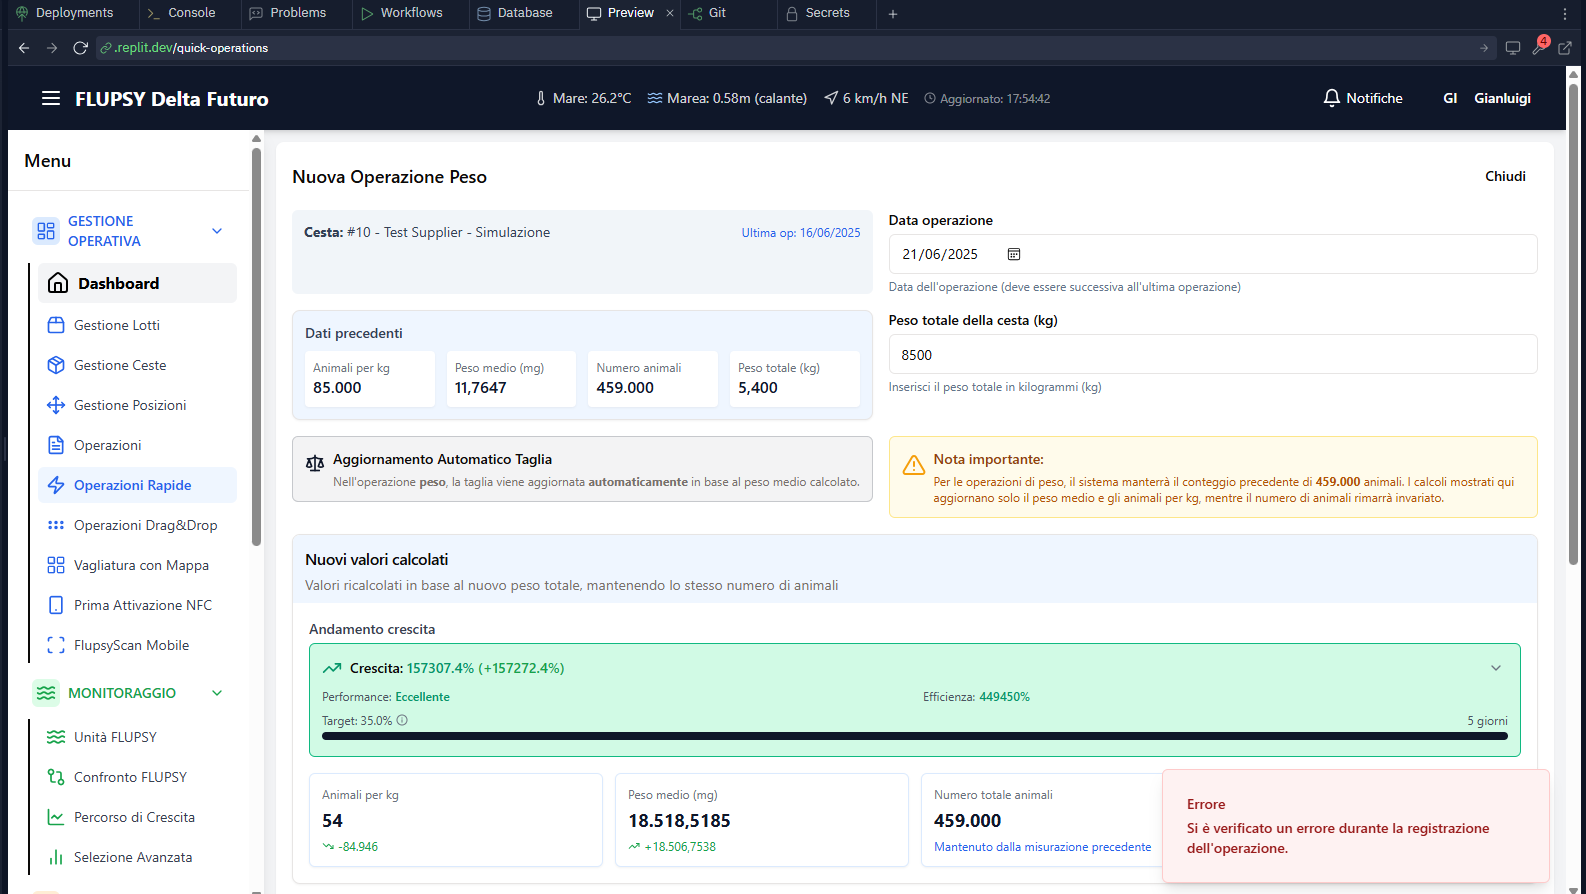 Deployments
Console
Problems
Workflows
Database
Preview
Git
Secrets
.replit.dev/quick-operations
4
FLUPSY Delta Futuro
Mare: 26.2°C
Marea: 0.58m (calante)
6 km/h NE
Aggiornato: 17:54:42
Notifiche
GI
Gianluigi
Menu
GESTIONE
OPERATIVA
Dashboard
Gestione Lotti
Gestione Ceste
Gestione Posizioni
Operazioni
Operazioni Rapide
Operazioni Drag&Drop
Vagliatura con Mappa
Prima Attivazione NFC
FlupsyScan Mobile
MONITORAGGIO
Unità FLUPSY
Confronto FLUPSY
Percorso di Crescita
Selezione Avanzata
Nuova Operazione Peso
Chiudi
Cesta: #10 - Test Supplier - Simulazione
Ultima op: 16/06/2025
Data operazione
21/06/2025
Data dell'operazione (deve essere successiva all'ultima operazione)
Dati precedenti
Animali per kg
85.000
Peso medio (mg)
11,7647
Numero animali
459.000
Peso totale (kg)
5,400
Peso totale della cesta (kg)
8500
Inserisci il peso totale in kilogrammi (kg)
Aggiornamento Automatico Taglia
Nell'operazione peso, la taglia viene aggiornata automaticamente in base al peso medio calcolato.
Nota importante:
Per le operazioni di peso, il sistema manterrà il conteggio precedente di 459.000 animali. I calcoli mostrati qui
aggiornano solo il peso medio e gli animali per kg, mentre il numero di animali rimarrà invariato.
Nuovi valori calcolati
Valori ricalcolati in base al nuovo peso totale, mantenendo lo stesso numero di animali
Andamento crescita
Crescita: 157307.4% (+157272.4%)
Performance: Eccellente
Efficienza: 449450%
Target: 35.0%
5 giorni
Animali per kg
54
-84.946
Peso medio (mg)
18.518,5185
+18.506,7538
Numero totale animali
459.000
Mantenuto dalla misurazione precedente
Errore
Si è verificato un errore durante la registrazione
dell'operazione.